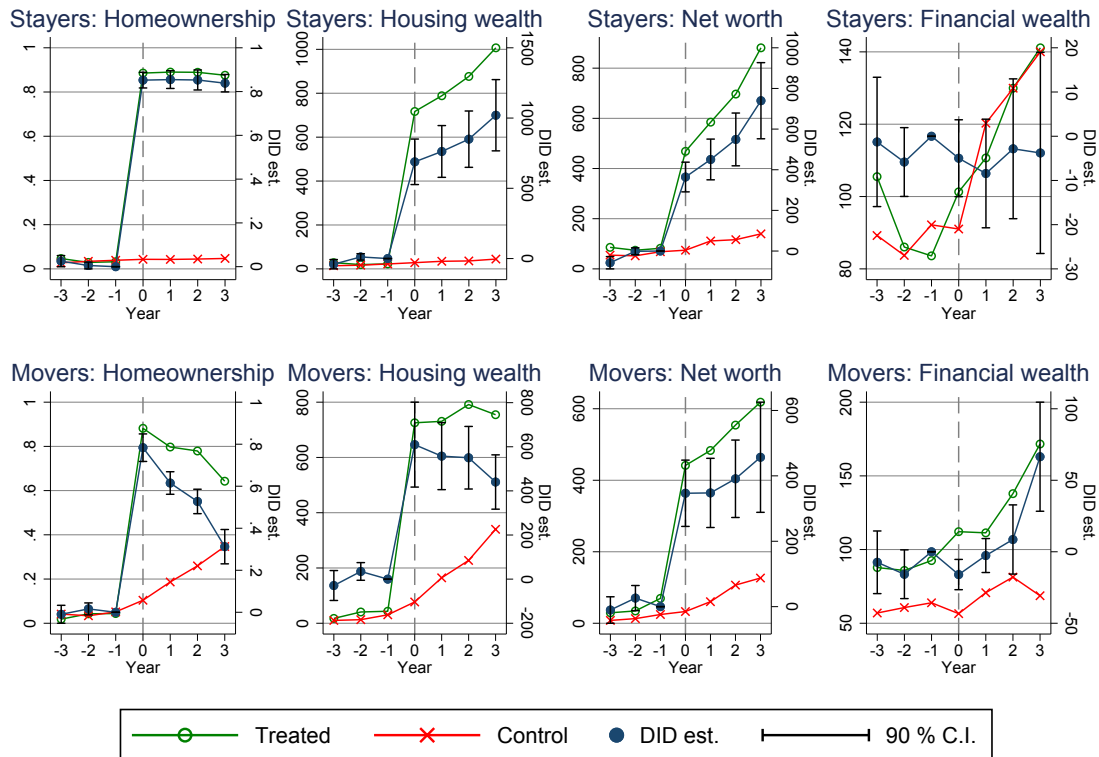 Stayers: Homeownership
1
.8
.6
.4
.2
0
1
.8
.6
.4
.2
0
DID est.
-3 -2 -1 0 1 2 3
Year
Stayers: Housing wealth
1000
800
600
400
200
0
1500
1000
500
0
DID est.
-3 -2 -1 0 1 2 3
Year
Stayers: Net worth
800
600
400
200
0
1000
800
600
400
200
0
DID est.
-3 -2 -1 0 1 2 3
Year
Stayers: Financial wealth
140
120
100
80
20
10
0
-10
-20
-30
DID est.
-3 -2 -1 0 1 2 3
Year
Movers: Homeownership
1
.8
.6
.4
.2
0
1
.8
.6
.4
.2
0
DID est.
-3 -2 -1 0 1 2 3
Year
Movers: Housing wealth
800
600
400
200
0
800
600
400
200
0
-200
DID est.
-3 -2 -1 0 1 2 3
Year
Movers: Net worth
600
400
200
0
600
400
200
0
DID est.
-3 -2 -1 0 1 2 3
Year
Movers: Financial wealth
200
150
100
50
100
50
0
-50
DID est.
-3 -2 -1 0 1 2 3
Year
Treated Control DID est. 90 % C.I.